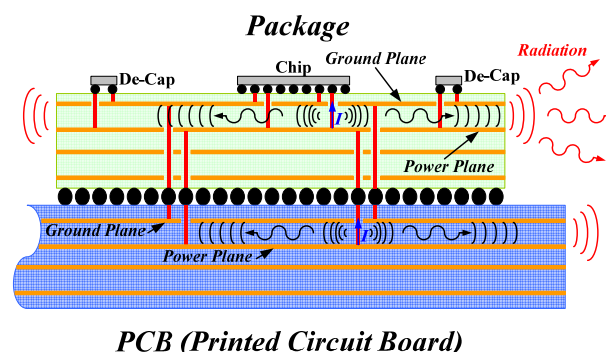 Package
Ground Plane
Radiation
De-Cap
Chip
De-Cap
I
Power Plane
Ground Plane
I
Power Plane
PCB (Printed Circuit Board)